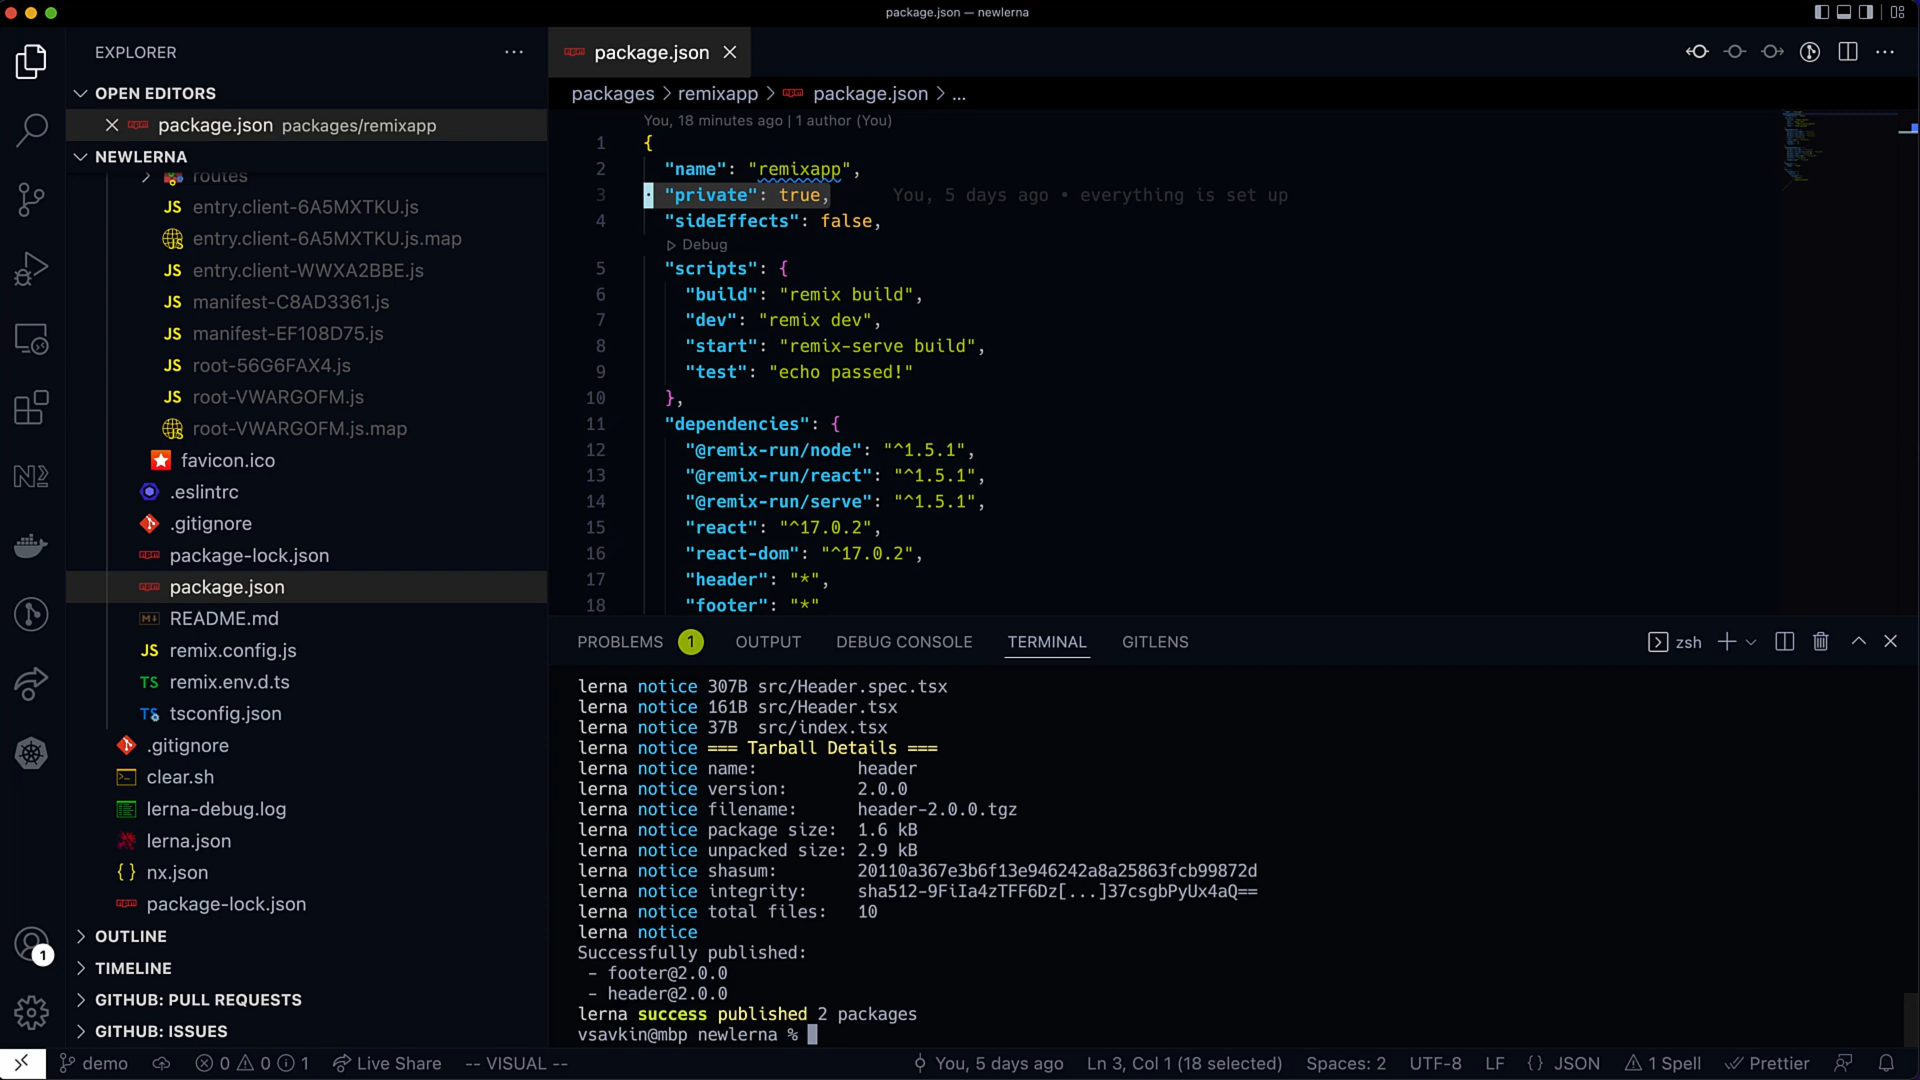 package.json — newlerna
EXPLORER
OPEN EDITORS
package.json packages/remixapp
NEWLERNA
routes
JS entry.client-6A5MXTKU.js
entry.client-6A5MXTKU.js.map
JS entry.client-WWXA2BBE.js
JS manifest-C8AD3361.js
JS manifest-EF108D75.js
JS root-56G6FAX4.js
JS root-VWARGOFM.js
root-VWARGOFM.js.map
favicon.ico
.eslintrc
.gitignore
package-lock.json
package.json
README.md
JS remix.config.js
TS remix.env.d.ts
TS tsconfig.json
.gitignore
clear.sh
lerna-debug.log
lerna.json
{} nx.json
package-lock.json
OUTLINE
TIMELINE
GITHUB: PULL REQUESTS
GITHUB: ISSUES
1
package.json
packages > remixapp > package.json > ...
You, 18 minutes ago | 1 author (You)
1 {
2 "name": "remixapp",
3 "private": true, You, 5 days ago • everything is set up
4 "sideEffects": false,
Debug
5 "scripts": {
6 "build": "remix build",
7 "dev": "remix dev",
8 "start": "remix-serve build",
9 "test": "echo passed!"
10 },
11 "dependencies": {
12 "@remix-run/node": "^1.5.1",
13 "@remix-run/react": "^1.5.1",
14 "@remix-run/serve": "^1.5.1",
15 "react": "^17.0.2",
16 "react-dom": "^17.0.2",
17 "header": "*",
18 "footer": "*"
PROBLEMS 1 OUTPUT DEBUG CONSOLE TERMINAL GITLENS zsh
lerna notice 307B src/Header.spec.tsx
lerna notice 161B src/Header.tsx
lerna notice 37B src/index.tsx
lerna notice === Tarball Details ===
lerna notice name: header
lerna notice version: 2.0.0
lerna notice filename: header-2.0.0.tgz
lerna notice package size: 1.6 kB
lerna notice unpacked size: 2.9 kB
lerna notice shasum: 20110a367e3b6f13e946242a8a25863fcb99872d
lerna notice integrity: sha512-9FiIa4zTFF6Dz[...]37csgbPyUx4aQ==
lerna notice total files: 10
lerna notice
Successfully published:
- footer@2.0.0
- header@2.0.0
lerna success published 2 packages
vsavkin@mbp newlerna %
demo 0 0 1 Live Share -- VISUAL -- You, 5 days ago Ln 3, Col 1 (18 selected) Spaces: 2 UTF-8 LF {} JSON 1 Spell Prettier